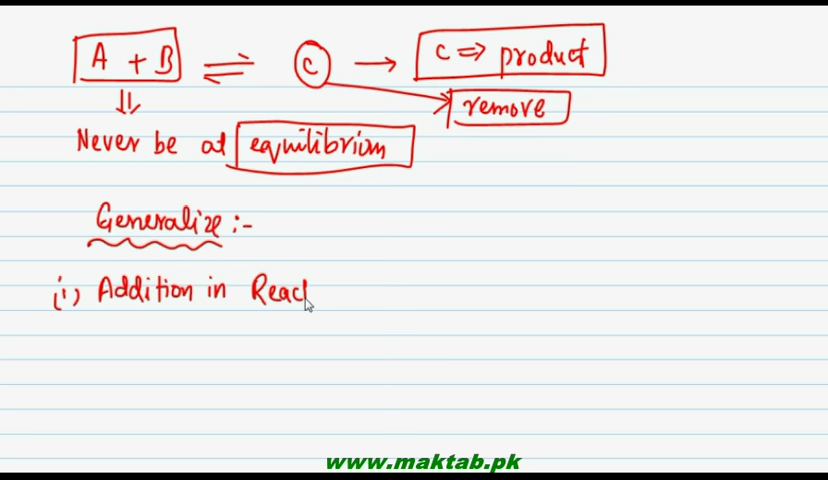 A + B ⇌ C → C ⇒ product
remove
⇓
Never be at equilibrium
Generalize :-
(i) Addition in Reac
www.maktab.pk